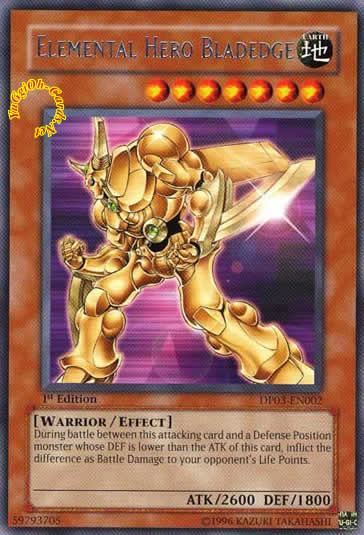 ELEMENTAL HERO BLADEDGE
EARTH
地
YuGiOh-Cards.Net
1st Edition
DP03-EN002
[WARRIOR / EFFECT]
During battle between this attacking card and a Defense Position
monster whose DEF is lower than the ATK of this card, inflict the
difference as Battle Damage to your opponent's Life Points.
ATK/2600 DEF/1800
59793705
©1996 KAZUKI TAKAHASHI